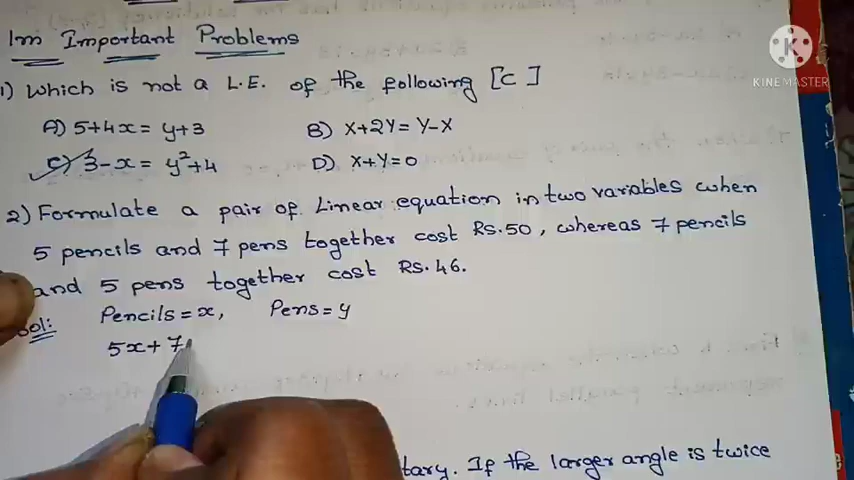 Im Important Problems
1) Which is not a L.E. of the following [C]
A) 5+4x = y+3 B) X+2Y = Y-X
C) 3-x = y²+4 D) X+Y=0
2) Formulate a pair of Linear equation in two variables when
5 pencils and 7 pens together cost Rs.50, whereas 7 pencils
and 5 pens together cost Rs.46.
Sol: Pencils = x, Pens = y
5x+7
tary. If the larger angle is twice
K
KINEMASTER